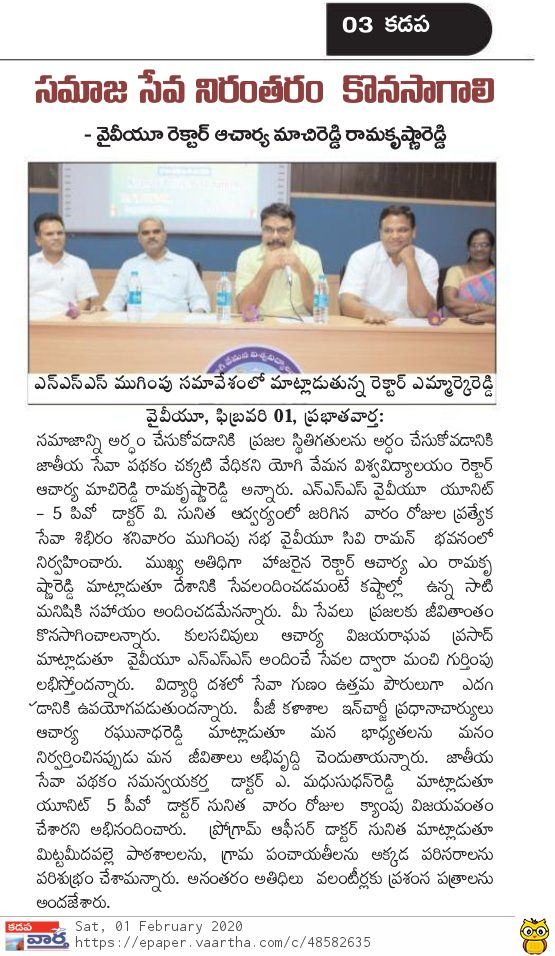 03 కడప
సమాజ సేవ నిరంతరం కొనసాగాలి
- వైవీయూ రెక్టార్ ఆచార్య మాచిరెడ్డి రామకృష్ణారెడ్డి
యోగి వేమన విశ్వవిద్యాలయం
ఎన్ఎస్ఎస్ ముగింపు సమావేశంలో మాట్లాడుతున్న రెక్టార్ ఎమ్మార్కెరెడ్డి
వైవీయూ, ఫిబ్రవరి 01, ప్రభాతవార్త:
సమాజాన్ని అర్థం చేసుకోవడానికి ప్రజల స్థితిగతులను అర్థం చేసుకోవడానికి
జాతీయ సేవా పథకం చక్కటి వేదికని యోగి వేమన విశ్వవిద్యాలయం రెక్టార్
ఆచార్య మాచిరెడ్డి రామకృష్ణారెడ్డి అన్నారు. ఎన్ఎస్ఎస్ వైవీయూ యూనిట్
- 5 పివో డాక్టర్ వి. సునిత ఆద్వర్యంలో జరిగిన వారం రోజుల ప్రత్యేక
సేవా శిభిరం శనివారం ముగింపు సభ వైవీయూ సివి రామన్ భవనంలో
నిర్వహించారు. ముఖ్య అతిధిగా హాజరైన రెక్టార్ ఆచార్య ఎం రామకృ
ష్ణారెడ్డి మాట్లాడుతూ దేశానికి సేవలందించడమంటే కష్టాల్లో ఉన్న సాటి
మనిషికి సహాయం అందించడమేనన్నారు. మీ సేవలు ప్రజలకు జీవితాంతం
కొనసాగించాలన్నారు. కులసచివులు ఆచార్య విజయరాఘవ ప్రసాద్
మాట్లాడుతూ వైవీయూ ఎన్ఎస్ఎస్ అందించే సేవల ద్వారా మంచి గుర్తింపు
లభిస్తోందన్నారు. విద్యార్థి దశలో సేవా గుణం ఉత్తమ పౌరులుగా ఎదగ
డానికి ఉపయోగపడుతుందన్నారు. పీజీ కళాశాల ఇన్‌చార్జీ ప్రధానాచార్యులు
ఆచార్య రఘునాధరెడ్డి మాట్లాడుతూ మన భాధ్యతలను మనం
నిర్వర్తించినప్పుడు మన జీవితాలు అభివృద్ధి చెందుతాయన్నారు. జాతీయ
సేవా పథకం సమన్వయకర్త డాక్టర్ ఎ. మధుసుధన్‌రెడ్డి మాట్లాడుతూ
యూనిట్ 5 పీవో డాక్టర్ సునిత వారం రోజుల క్యాంపు విజయవంతం
చేశారని అభినందించారు. ప్రోగ్రామ్ ఆఫీసర్ డాక్టర్ సునిత మాట్లాడుతూ
మిట్టమీదపల్లె పాఠశాలలను, గ్రామ పంచాయతీలను అక్కడ పరిసరాలను
పరిశుభ్రం చేశామన్నారు. అనంతరం అతిధిలు వలంటీర్లకు ప్రశంస పత్రాలను
అందజేశారు.
కడప
వార్త
Sat, 01 February 2020
https://epaper.vaartha.com/c/48582635